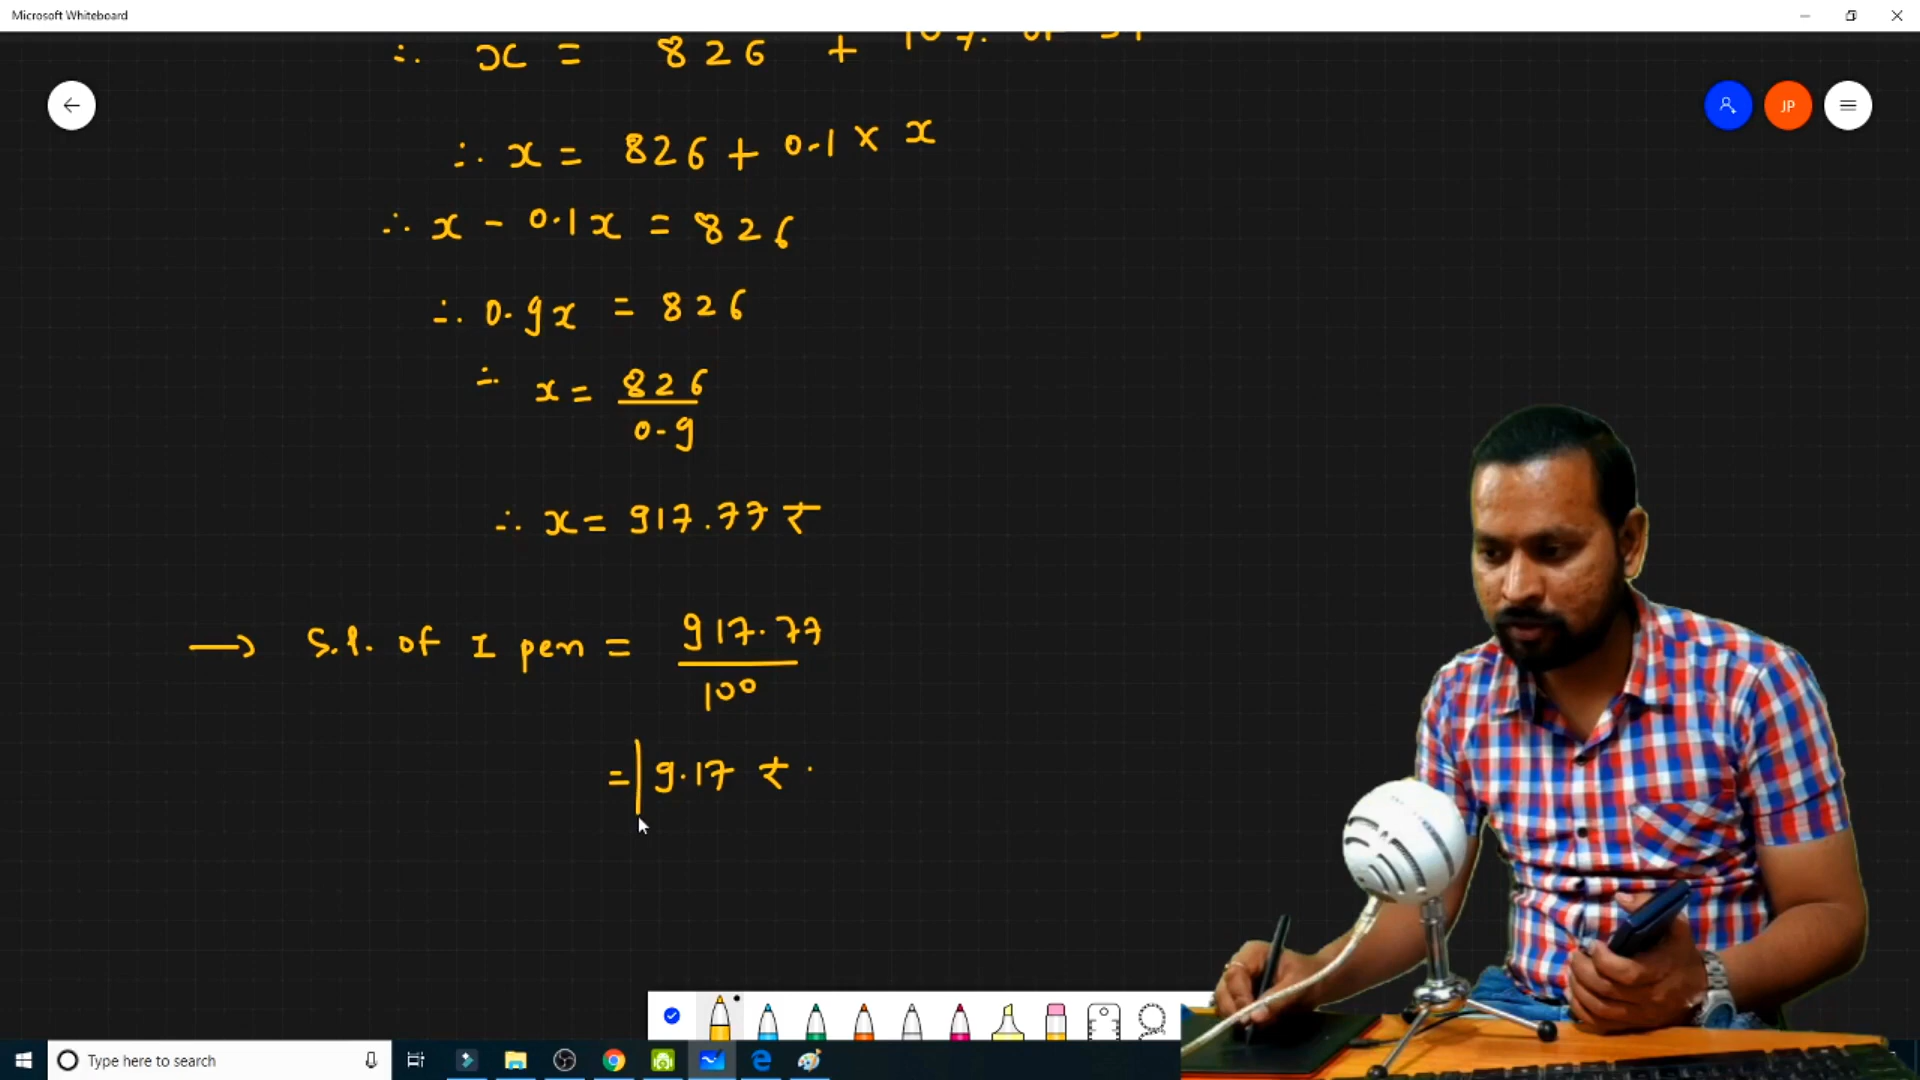 Microsoft Whiteboard
∴ x = 826 +
JP
∴ x = 826 + 0.1 × x
∴ x - 0.1x = 826
∴ 0.9x = 826
∴ x = 826
0.9
∴ x = 917.77 ₹
→ S.P. of 1 pen = 917.77
100
= 9.17 ₹.
Type here to search